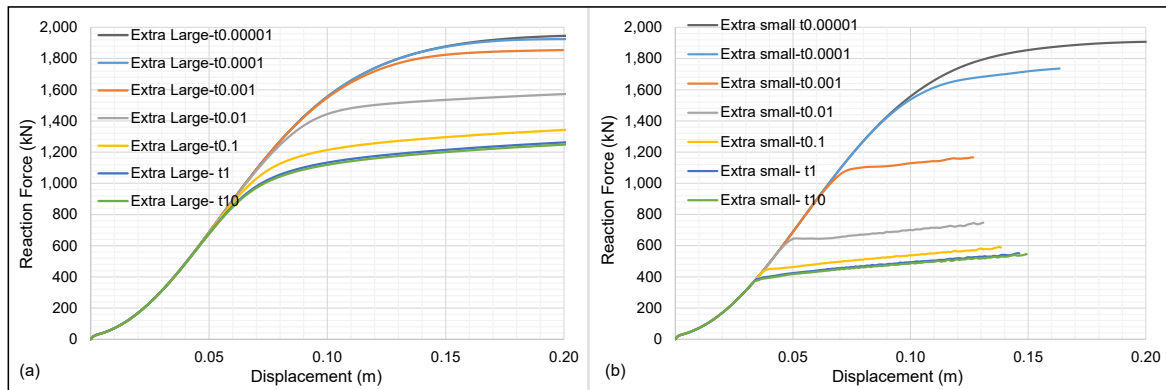 2,000
1,800
1,600
1,400
1,200
1,000
800
600
400
200
0
Reaction Force (kN)
Extra Large-t0.00001
Extra Large-t0.0001
Extra Large-t0.001
Extra Large-t0.01
Extra Large-t0.1
Extra Large- t1
Extra Large- t10
0.05 0.10 0.15 0.20
(a) Displacement (m)
2,000
1,800
1,600
1,400
1,200
1,000
800
600
400
200
0
Reaction Force (kN)
Extra small-t0.00001
Extra small-t0.0001
Extra small-t0.001
Extra small-t0.01
Extra small-t0.1
Extra small- t1
Extra small- t10
0.05 0.10 0.15 0.20
(b) Displacement (m)